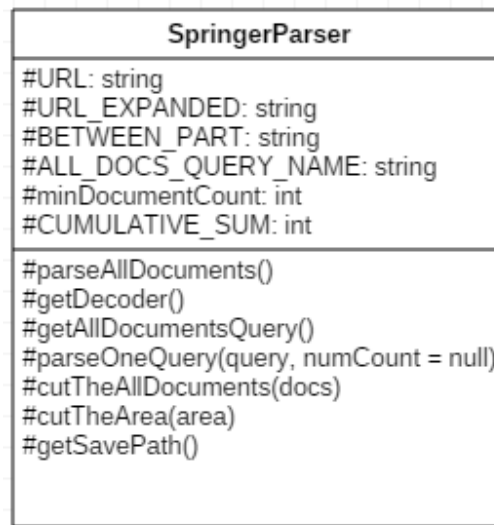 SpringerParser
#URL: string
#URL_EXPANDED: string
#BETWEEN_PART: string
#ALL_DOCS_QUERY_NAME: string
#minDocumentCount: int
#CUMULATIVE_SUM: int
#parseAllDocuments()
#getDecoder()
#getAllDocumentsQuery()
#parseOneQuery(query, numCount = null)
#cutTheAllDocuments(docs)
#cutTheArea(area)
#getSavePath()